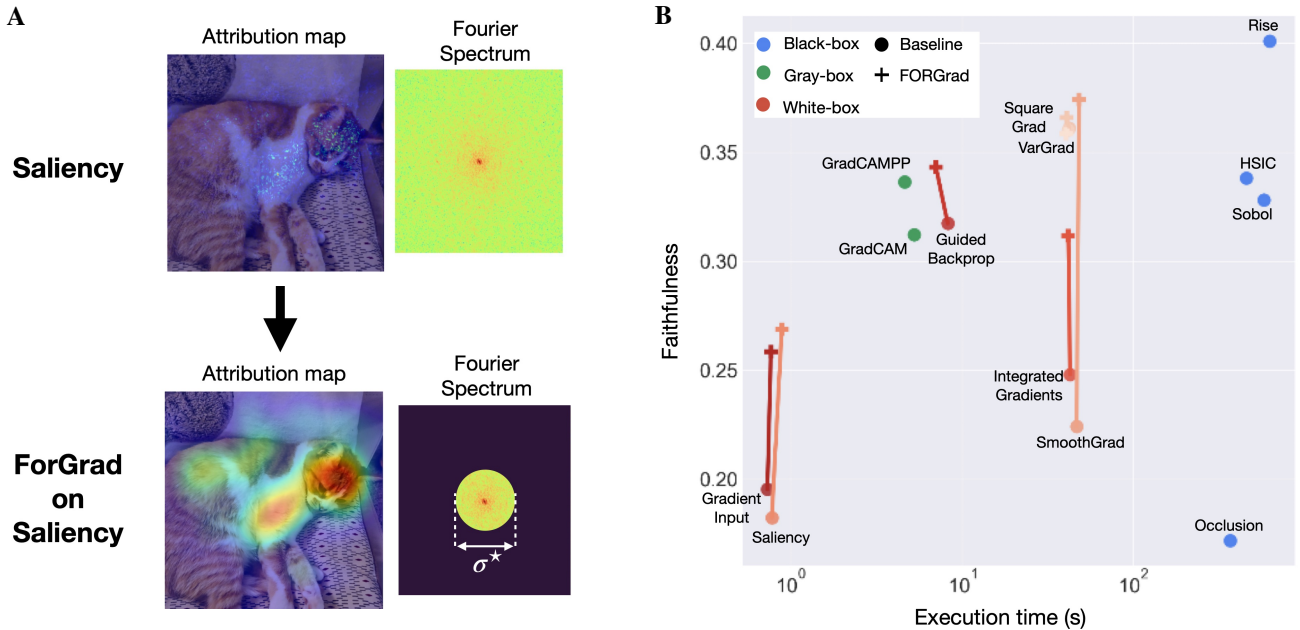 A
Attribution map
Fourier
Spectrum
Saliency
Attribution map
Fourier
Spectrum
ForGrad
on
Saliency
σ*
B
Faithfulness
0.40
0.35
0.30
0.25
0.20
Black-box
Baseline
Gray-box
FORGrad
White-box
Rise
Square
Grad
VarGrad
GradCAMPP
HSIC
Sobol
GradCAM
Guided
Backprop
Integrated
Gradients
SmoothGrad
Gradient
Input
Saliency
Occlusion
10⁰
10¹
10²
Execution time (s)